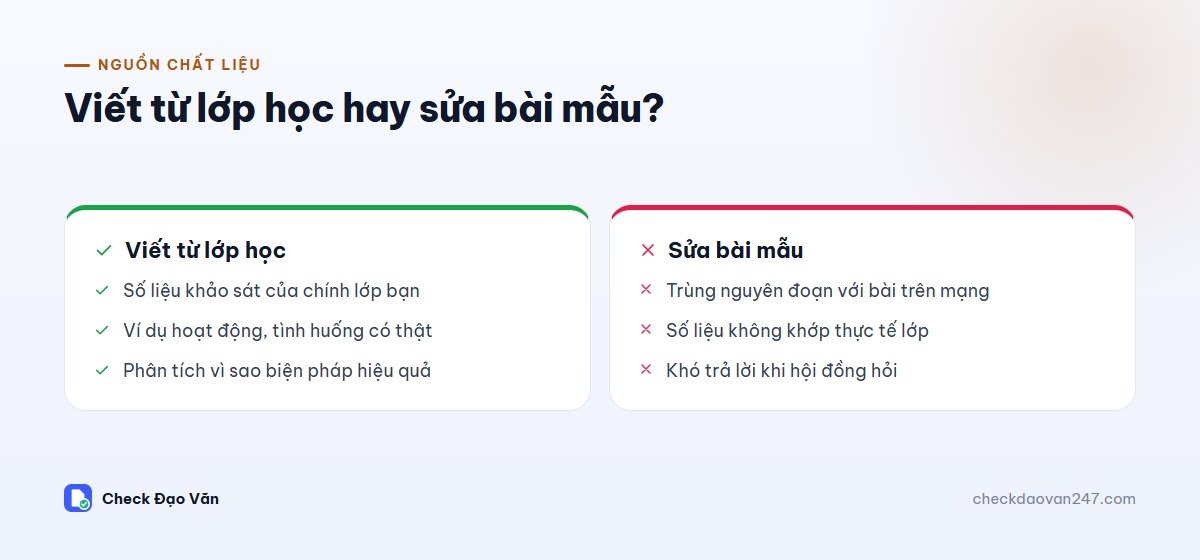 NGUỒN CHẤT LIỆU
Viết từ lớp học hay sửa bài mẫu?
Viết từ lớp học
Số liệu khảo sát của chính lớp bạn
Ví dụ hoạt động, tình huống có thật
Phân tích vì sao biện pháp hiệu quả
Sửa bài mẫu
Trùng nguyên đoạn với bài trên mạng
Số liệu không khớp thực tế lớp
Khó trả lời khi hội đồng hỏi
Check Đạo Văn
checkdaovan247.com